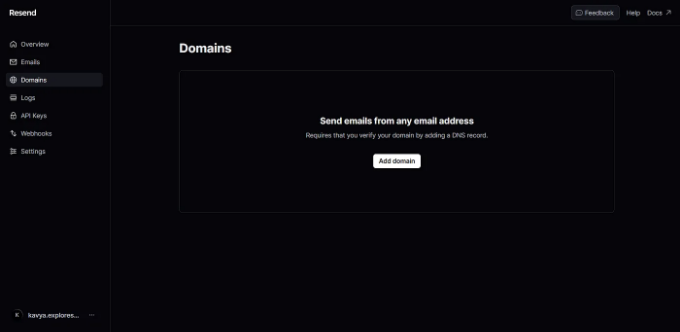 Resend
Feedback
Help
Docs
Overview
Emails
Domains
Logs
API Keys
Webhooks
Settings
Domains
Send emails from any email address
Requires that you verify your domain by adding a DNS record.
Add domain
K
kavya.explores...